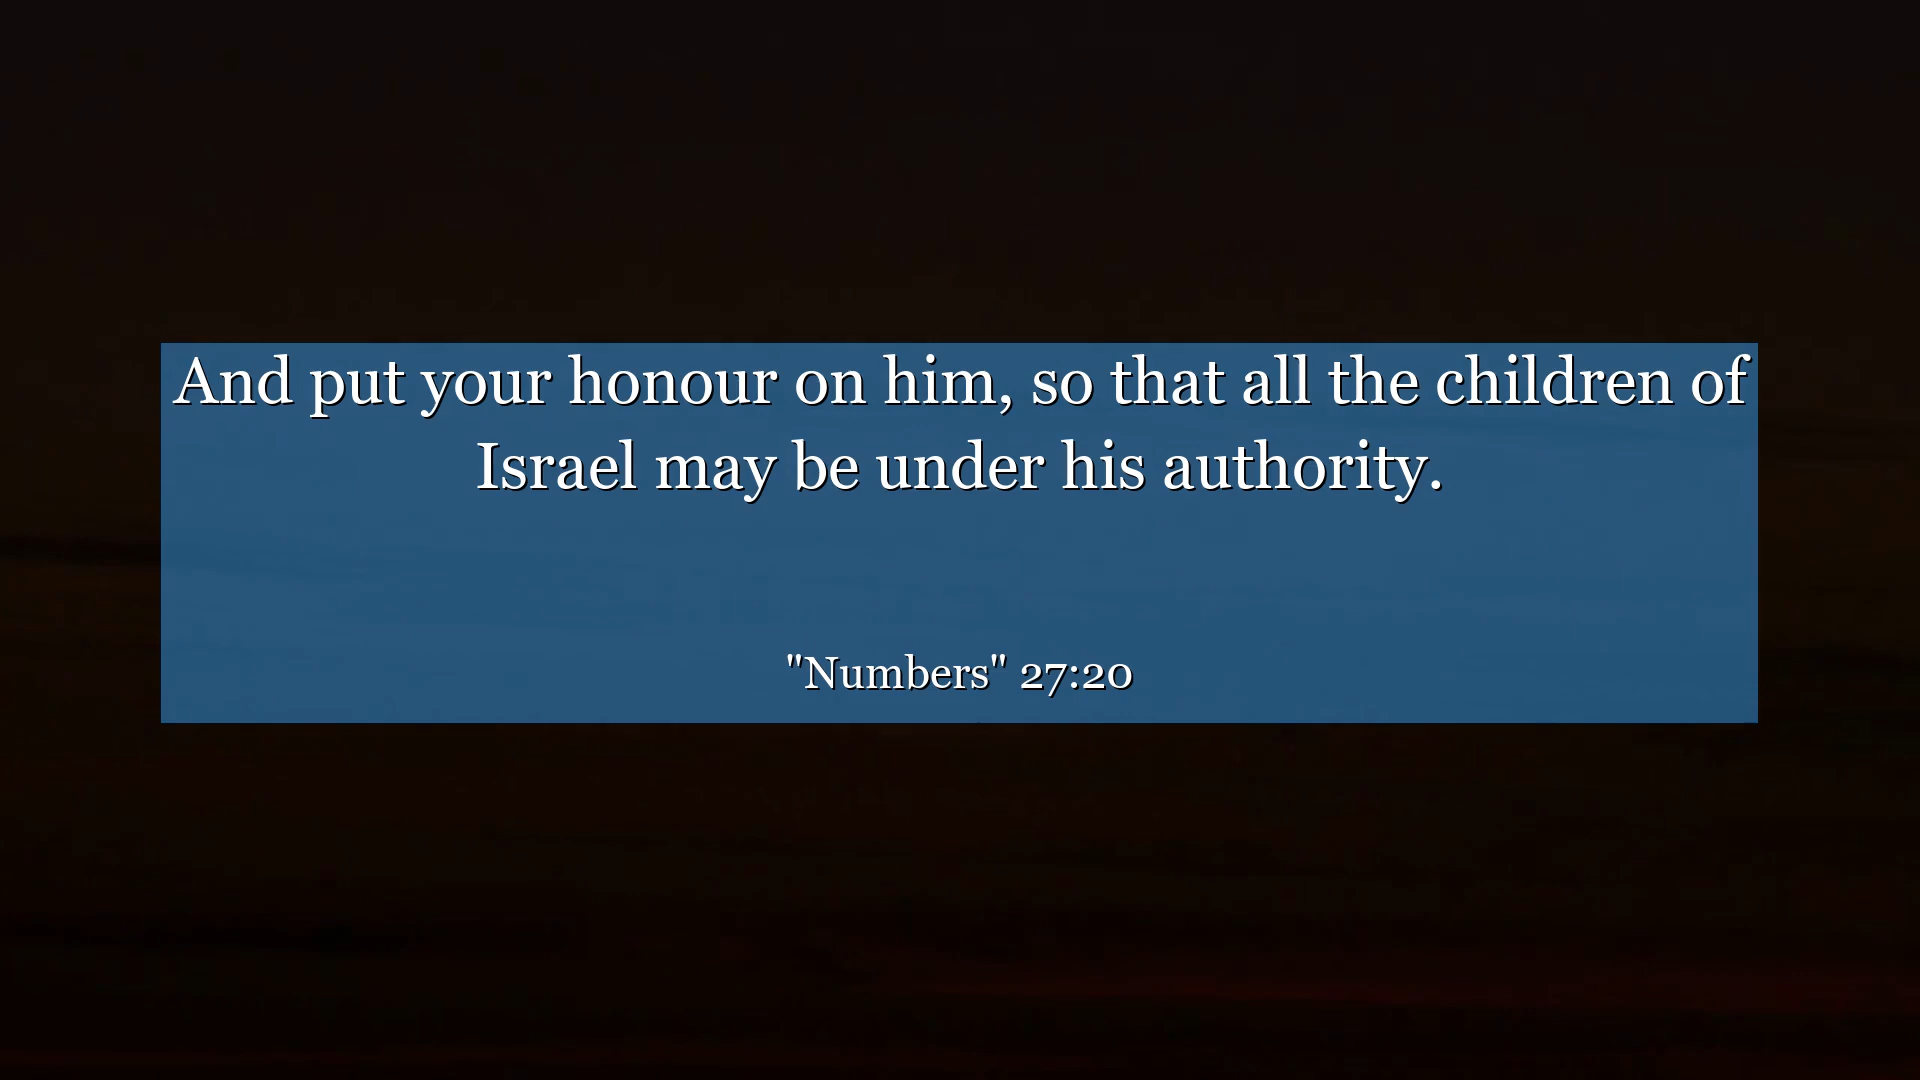 And put your honour on him, so that all the children of
Israel may be under his authority.
"Numbers" 27:20